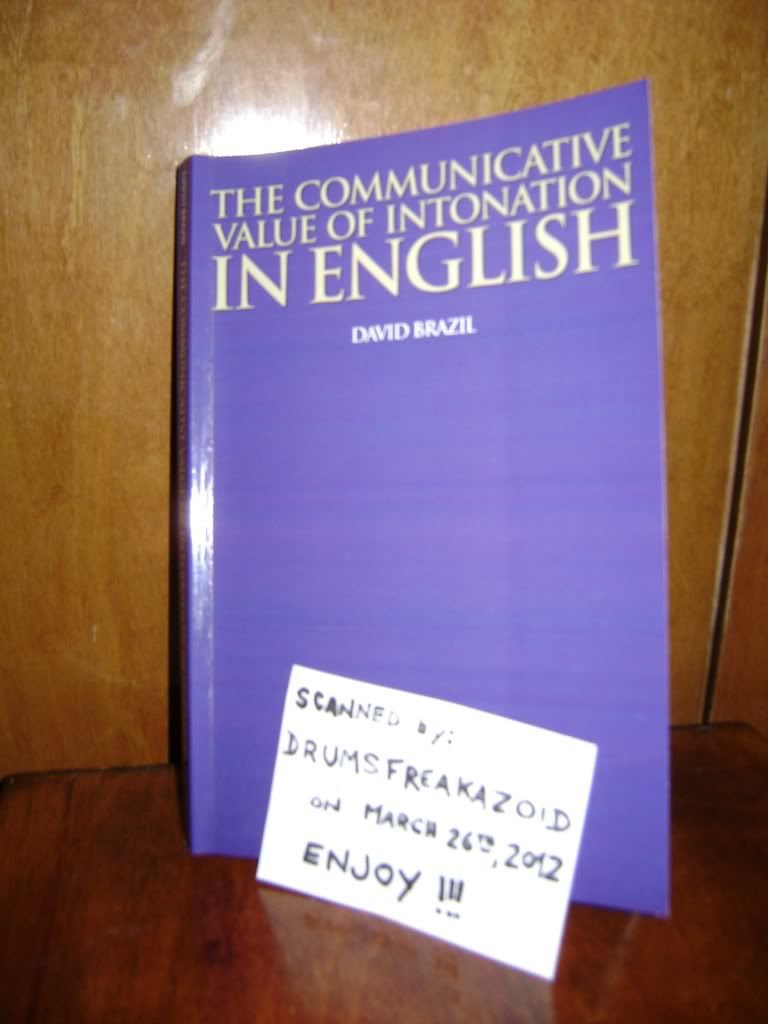 THE COMMUNICATIVE
VALUE OF INTONATION
IN ENGLISH
DAVID BRAZIL
SCANNED by:
DRUMSFREAKAZOID
ON MARCH 26TH, 2012
ENJOY !!!